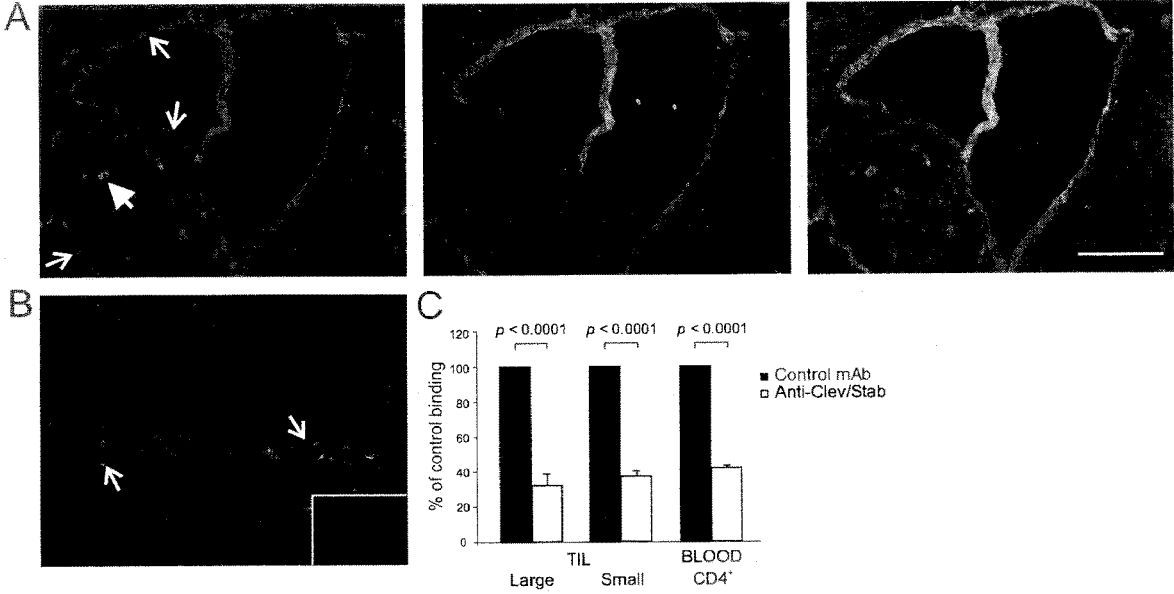 A
B
C
p < 0.0001 p < 0.0001 p < 0.0001
120
100
80
60
40
20
0
% of control binding
Control mAb
Anti-Clev/Stab
TIL BLOOD
Large Small CD4⁺